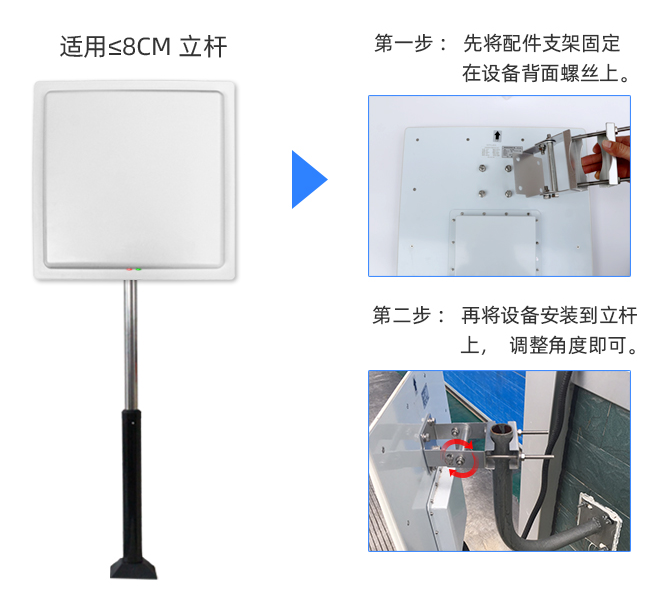 适用≤8CM 立杆
第一步： 先将配件支架固定
在设备背面螺丝上。
第二步： 再将设备安装到立杆
上， 调整角度即可。